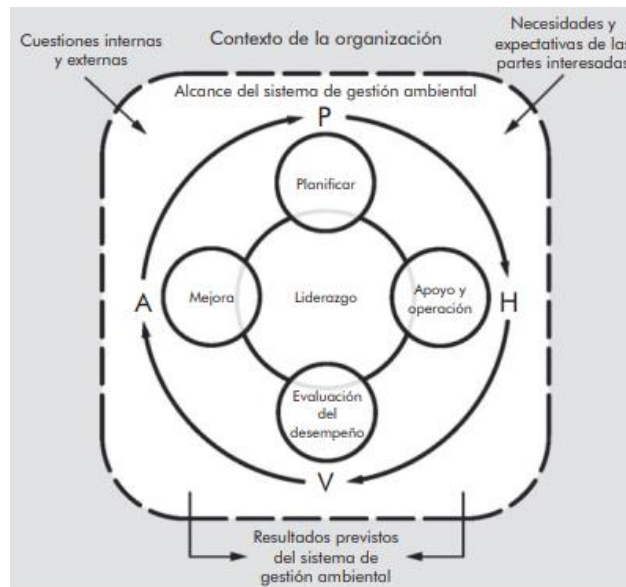 Cuestiones internas
y externas
Contexto de la organización
Necesidades y
expectativas de las
partes interesadas
Alcance del sistema de gestión ambiental
P
Planificar
A
Mejora
Liderazgo
Apoyo y
operación
H
Evaluación
del
desempeño
V
Resultados previstos
del sistema de
gestión ambiental